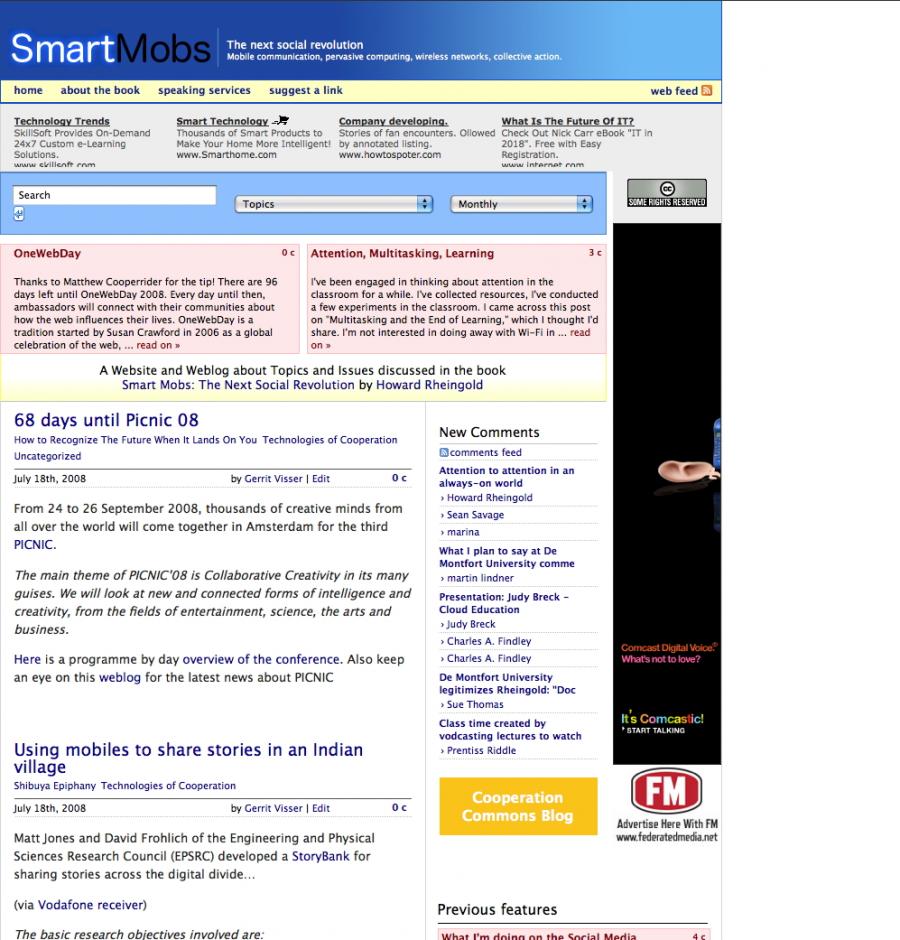 SmartMobs
The next social revolution
Mobile communication, pervasive computing, wireless networks, collective action.
home about the book speaking services suggest a link web feed
Technology Trends
SkillSoft Provides On-Demand
24x7 Custom e-Learning
Solutions.
www.skillsoft.com
Smart Technology
Thousands of Smart Products to
Make Your Home More Intelligent!
www.Smarthome.com
Company developing.
Stories of fan encounters. Ollowed
by annotated listing.
www.howtospoter.com
What Is The Future Of IT?
Check Out Nick Carr eBook "IT in
2018". Free with Easy
Registration.
www.internet.com
Search
Topics
Monthly
cc
SOME RIGHTS RESERVED
OneWebDay 0 c
Thanks to Matthew Cooperrider for the tip! There are 96
days left until OneWebDay 2008. Every day until then,
ambassadors will connect with their communities about
how the web influences their lives. OneWebDay is a
tradition started by Susan Crawford in 2006 as a global
celebration of the web, ... read on »
Attention, Multitasking, Learning 3 c
I've been engaged in thinking about attention in the
classroom for a while. I've collected resources, I've conducted
a few experiments in the classroom. I came across this post
on "Multitasking and the End of Learning," which I thought I'd
share. I'm not interested in doing away with Wi-Fi in ... read
on »
A Website and Weblog about Topics and Issues discussed in the book
Smart Mobs: The Next Social Revolution by Howard Rheingold
68 days until Picnic 08
How to Recognize The Future When It Lands On You Technologies of Cooperation
Uncategorized
July 18th, 2008 by Gerrit Visser | Edit 0 c
From 24 to 26 September 2008, thousands of creative minds from
all over the world will come together in Amsterdam for the third
PICNIC.
The main theme of PICNIC'08 is Collaborative Creativity in its many
guises. We will look at new and connected forms of intelligence and
creativity, from the fields of entertainment, science, the arts and
business.
Here is a programme by day overview of the conference. Also keep
an eye on this weblog for the latest news about PICNIC
Using mobiles to share stories in an Indian
village
Shibuya Epiphany Technologies of Cooperation
July 18th, 2008 by Gerrit Visser | Edit 0 c
Matt Jones and David Frohlich of the Engineering and Physical
Sciences Research Council (EPSRC) developed a StoryBank for
sharing stories across the digital divide...
(via Vodafone receiver)
The basic research objectives involved are:
New Comments
comments feed
Attention to attention in an
always-on world
› Howard Rheingold
› Sean Savage
› marina
What I plan to say at De
Montfort University comme
› martin lindner
Presentation: Judy Breck –
Cloud Education
› Judy Breck
› Charles A. Findley
› Charles A. Findley
De Montfort University
legitimizes Rheingold: "Doc
› Sue Thomas
Class time created by
vodcasting lectures to watch
› Prentiss Riddle
Cooperation
Commons Blog
Previous features
What I'm doing on the Social Media 4 c
Comcast Digital Voice.®
What's not to love?
It's Comcastic!
START TALKING
FM
Advertise Here With FM
www.federatedmedia.net